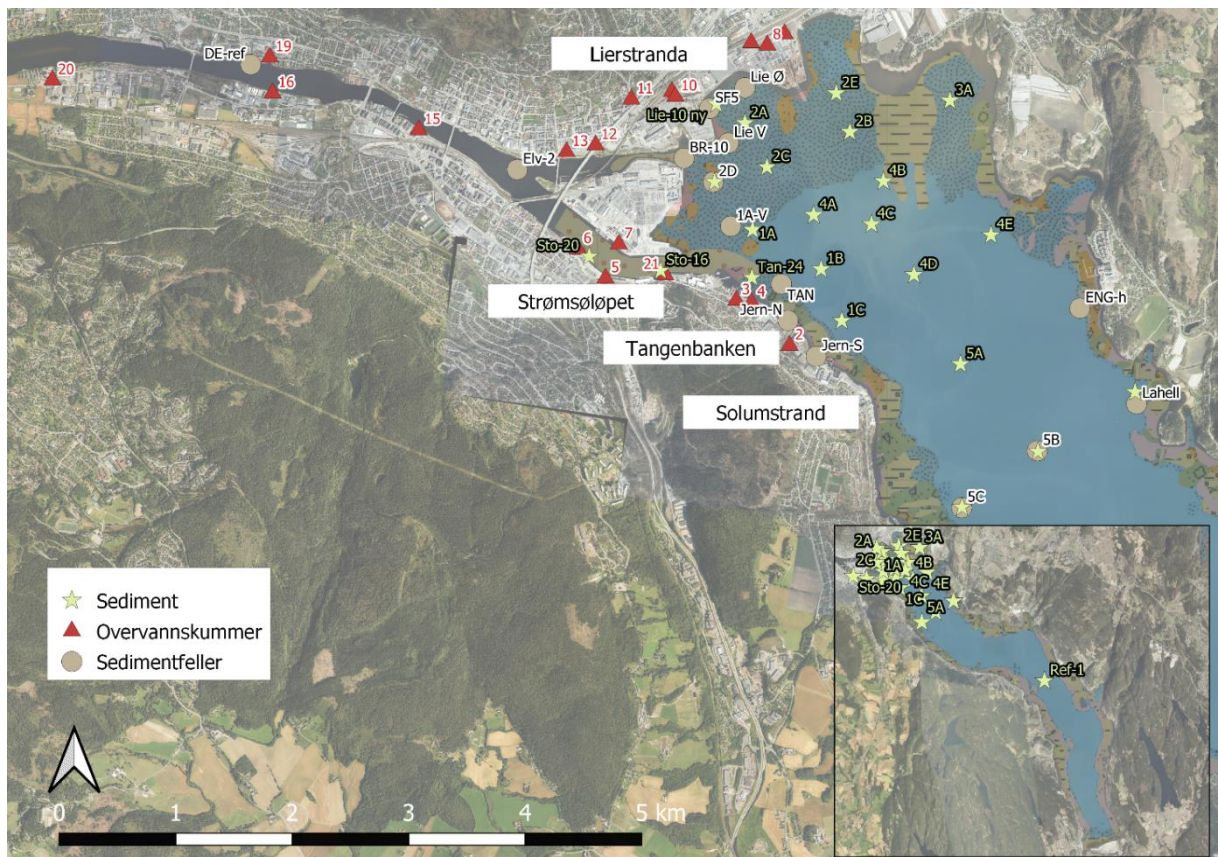 8
DE-ref
19
Lierstranda
20
16
11
10
Lie Ø
SF5
2E
3A
Lie-10 ny
2A
2B
15
Lie V
13
12
BR-10
Elv-2
2D
2C
4B
4A
1A-V
1A
4C
4E
6
Sto-20
7
21
Sto-16
5
Tan-24
1B
4D
Strømsøløpet
3
4
TAN
Jern-N
1C
ENG-h
Tangenbanken
2
Jern-S
5A
Solumstrand
Lahell
5B
5C
2A
2E
3A
2C
1A
4B
Sto-20
4C
4E
1C
5A
Ref-1
Sediment
Overvannskummer
Sedimentfeller
0
1
2
3
4
5 km